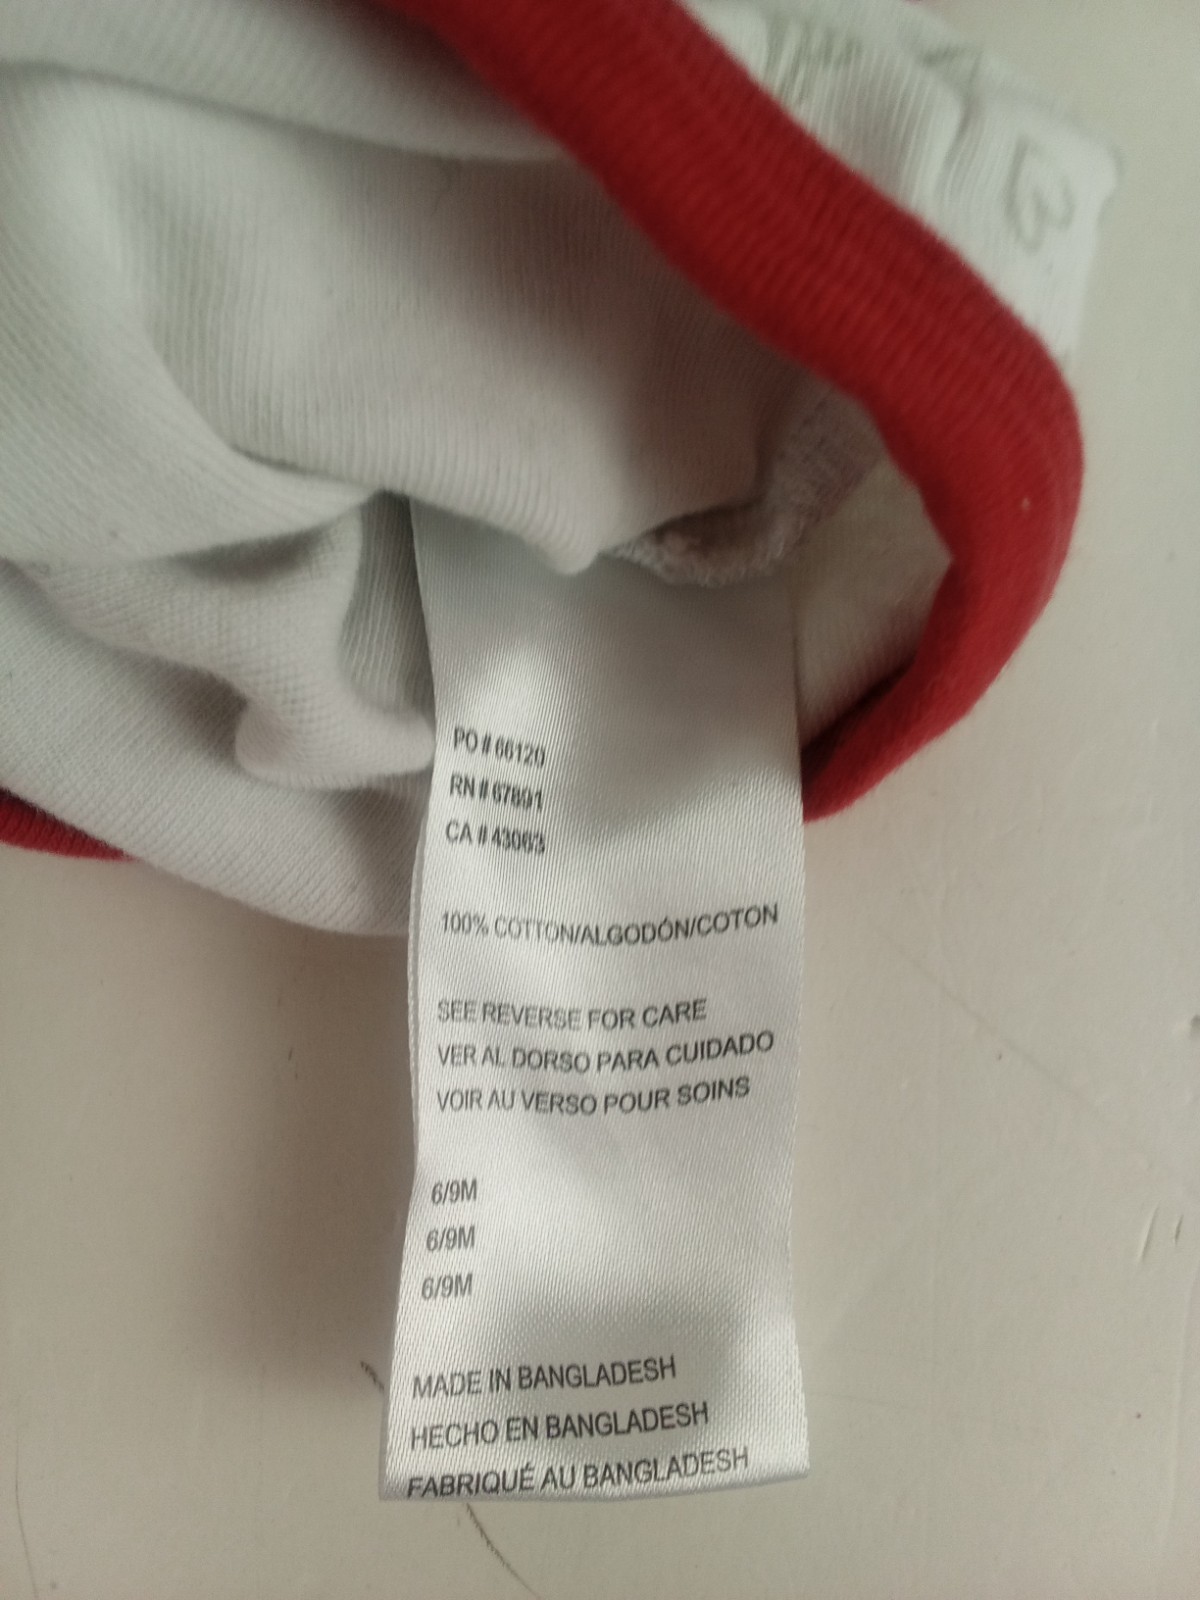 PO # 66120
RN # 67891
CA # 43063
100% COTTON/ALGODÓN/COTON
SEE REVERSE FOR CARE
VER AL DORSO PARA CUIDADO
VOIR AU VERSO POUR SOINS
6/9M
6/9M
6/9M
MADE IN BANGLADESH
HECHO EN BANGLADESH
FABRIQUÉ AU BANGLADESH